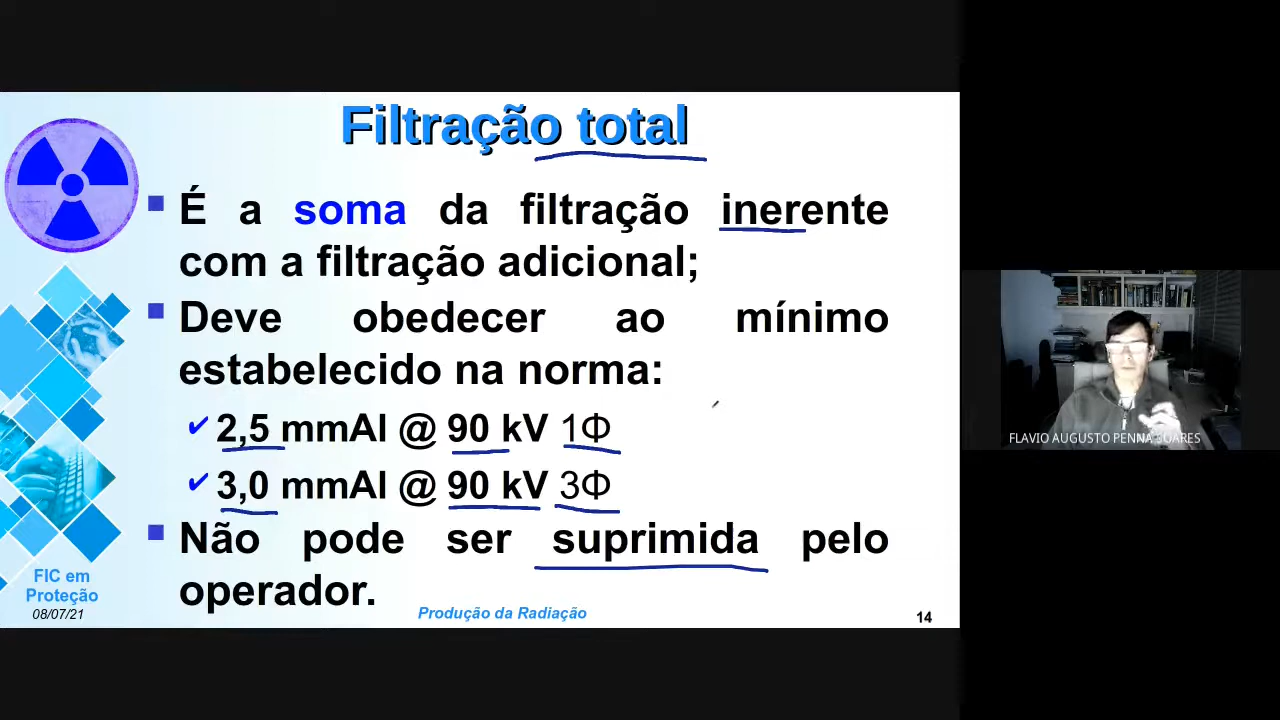 Filtração total
É a soma da filtração inerente
com a filtração adicional;
Deve obedecer ao mínimo
estabelecido na norma:
2,5 mmAl @ 90 kV 1Φ
3,0 mmAl @ 90 kV 3Φ
Não pode ser suprimida pelo
operador.
FIC em
Proteção
08/07/21
Produção da Radiação
14
FLAVIO AUGUSTO PENNA SOARES